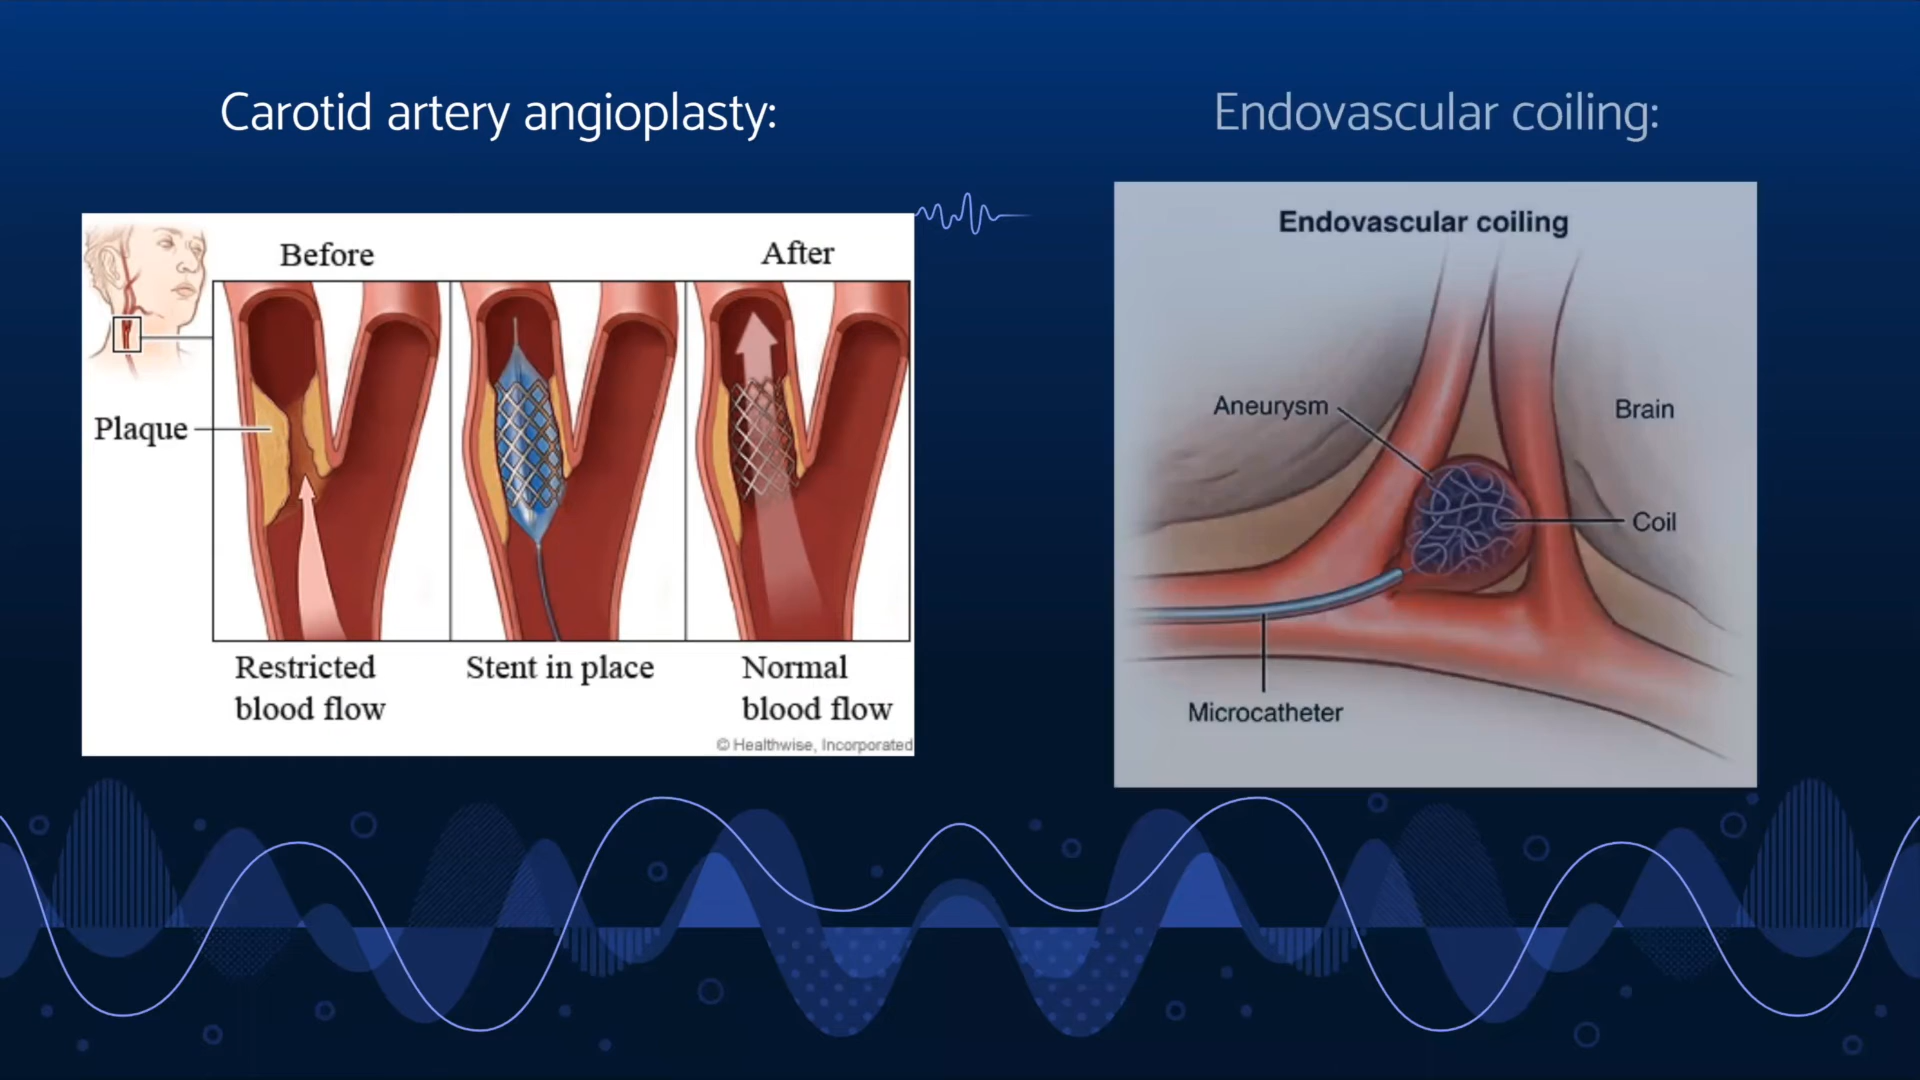 Carotid artery angioplasty:
Endovascular coiling:
Before
After
Plaque
Restricted
blood flow
Stent in place
Normal
blood flow
© Healthwise, Incorporated
Endovascular coiling
Aneurysm
Brain
Coil
Microcatheter